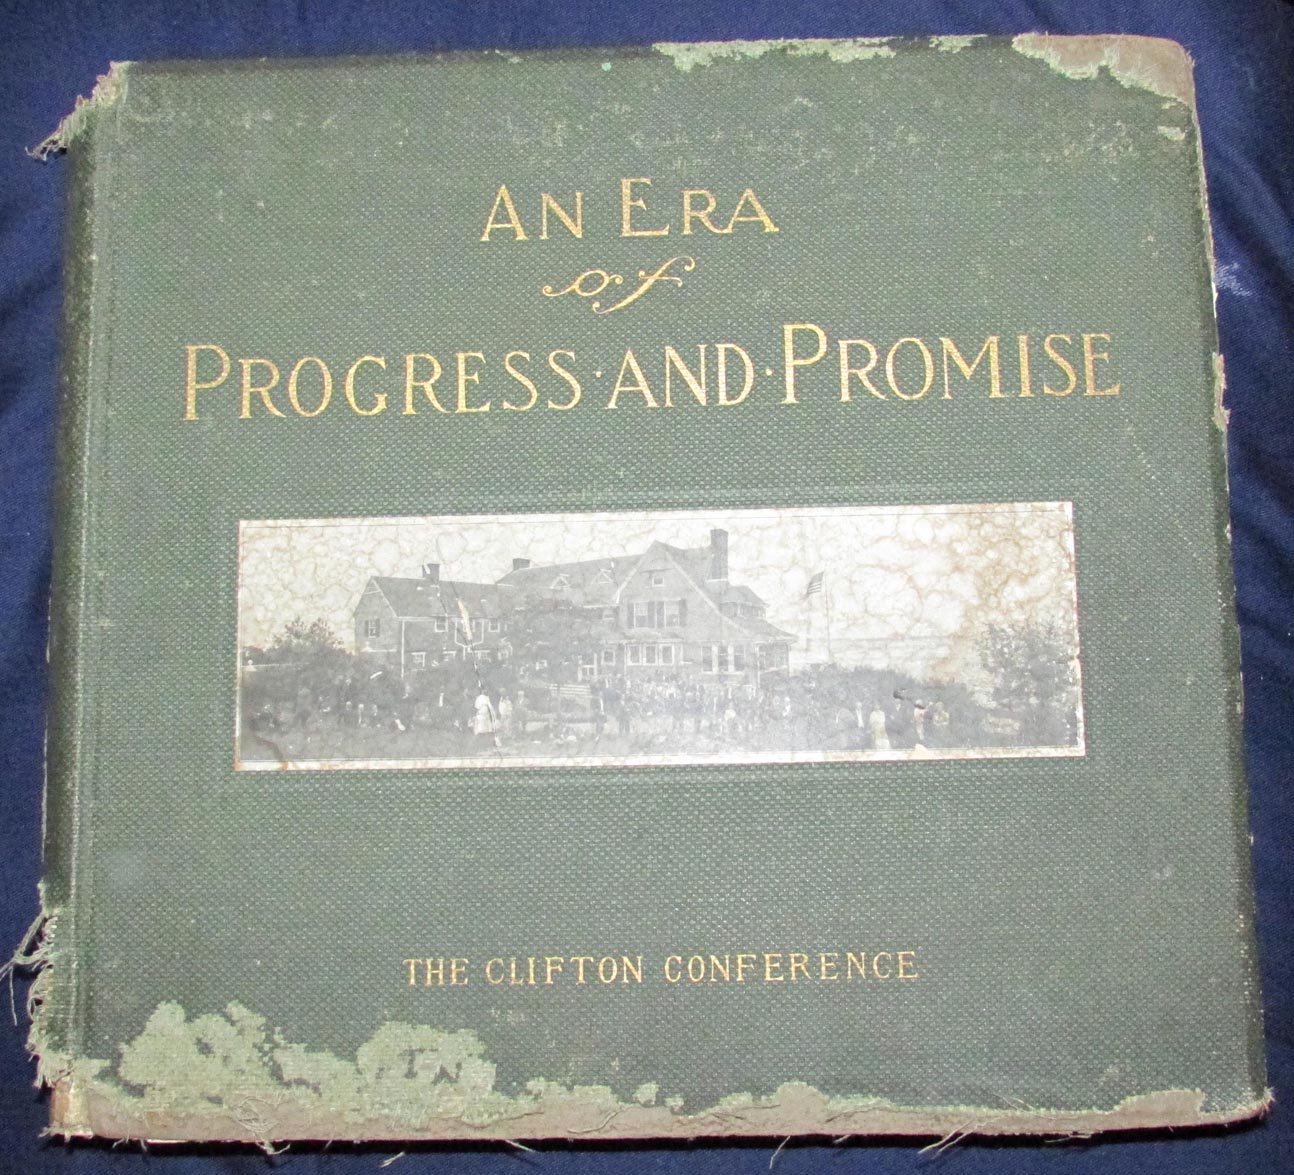 An Era
of
Progress · and · Promise
THE CLIFTON CONFERENCE